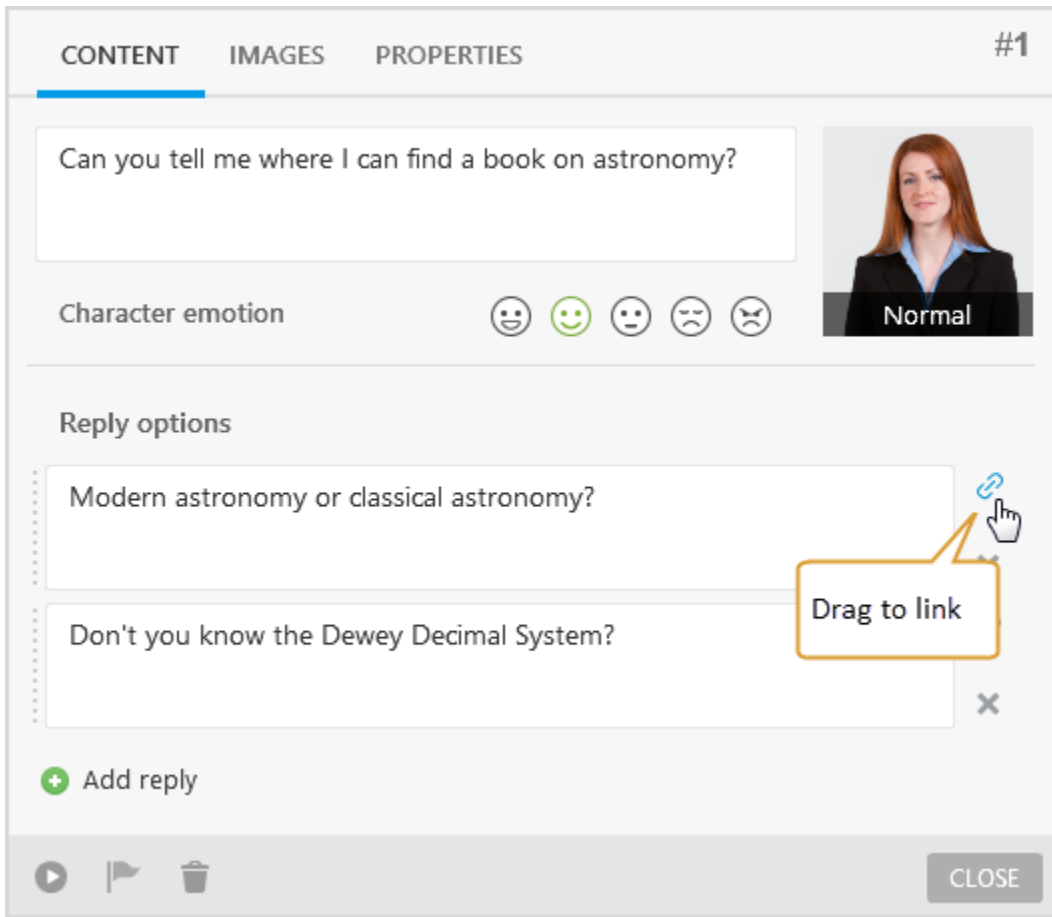 CONTENT IMAGES PROPERTIES #1
Can you tell me where I can find a book on astronomy?
Character emotion
Normal
Reply options
Modern astronomy or classical astronomy?
Drag to link
Don't you know the Dewey Decimal System?
Add reply
CLOSE